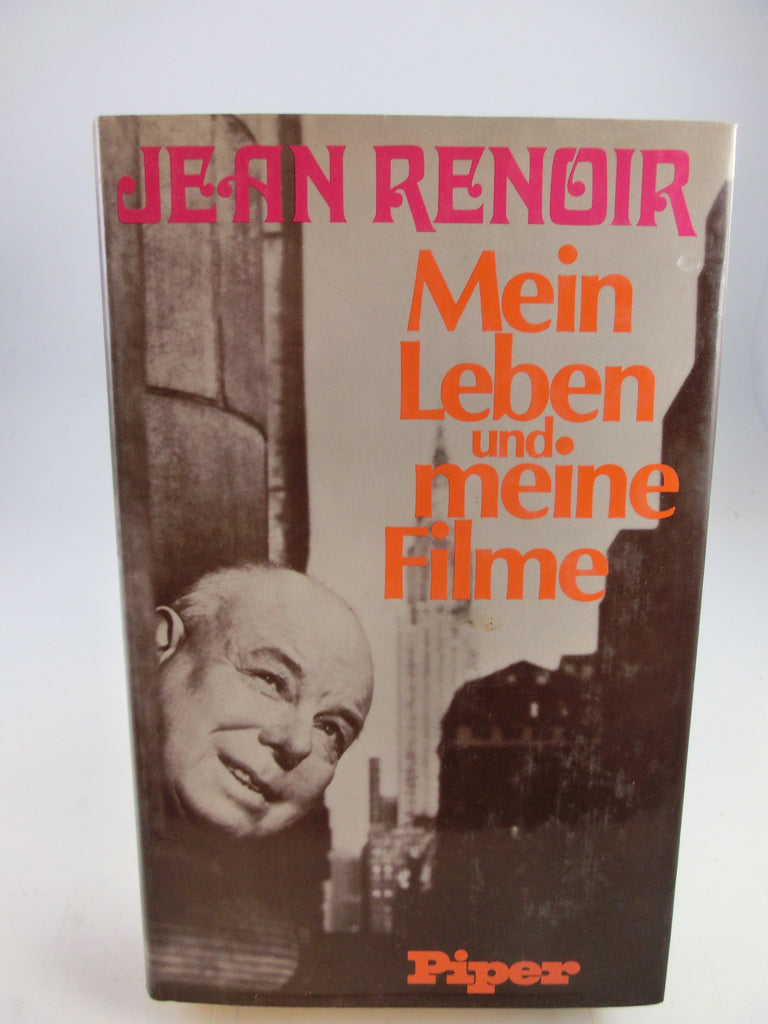 JEAN RENOIR
Mein
Leben
und
meine
Filme
Piper